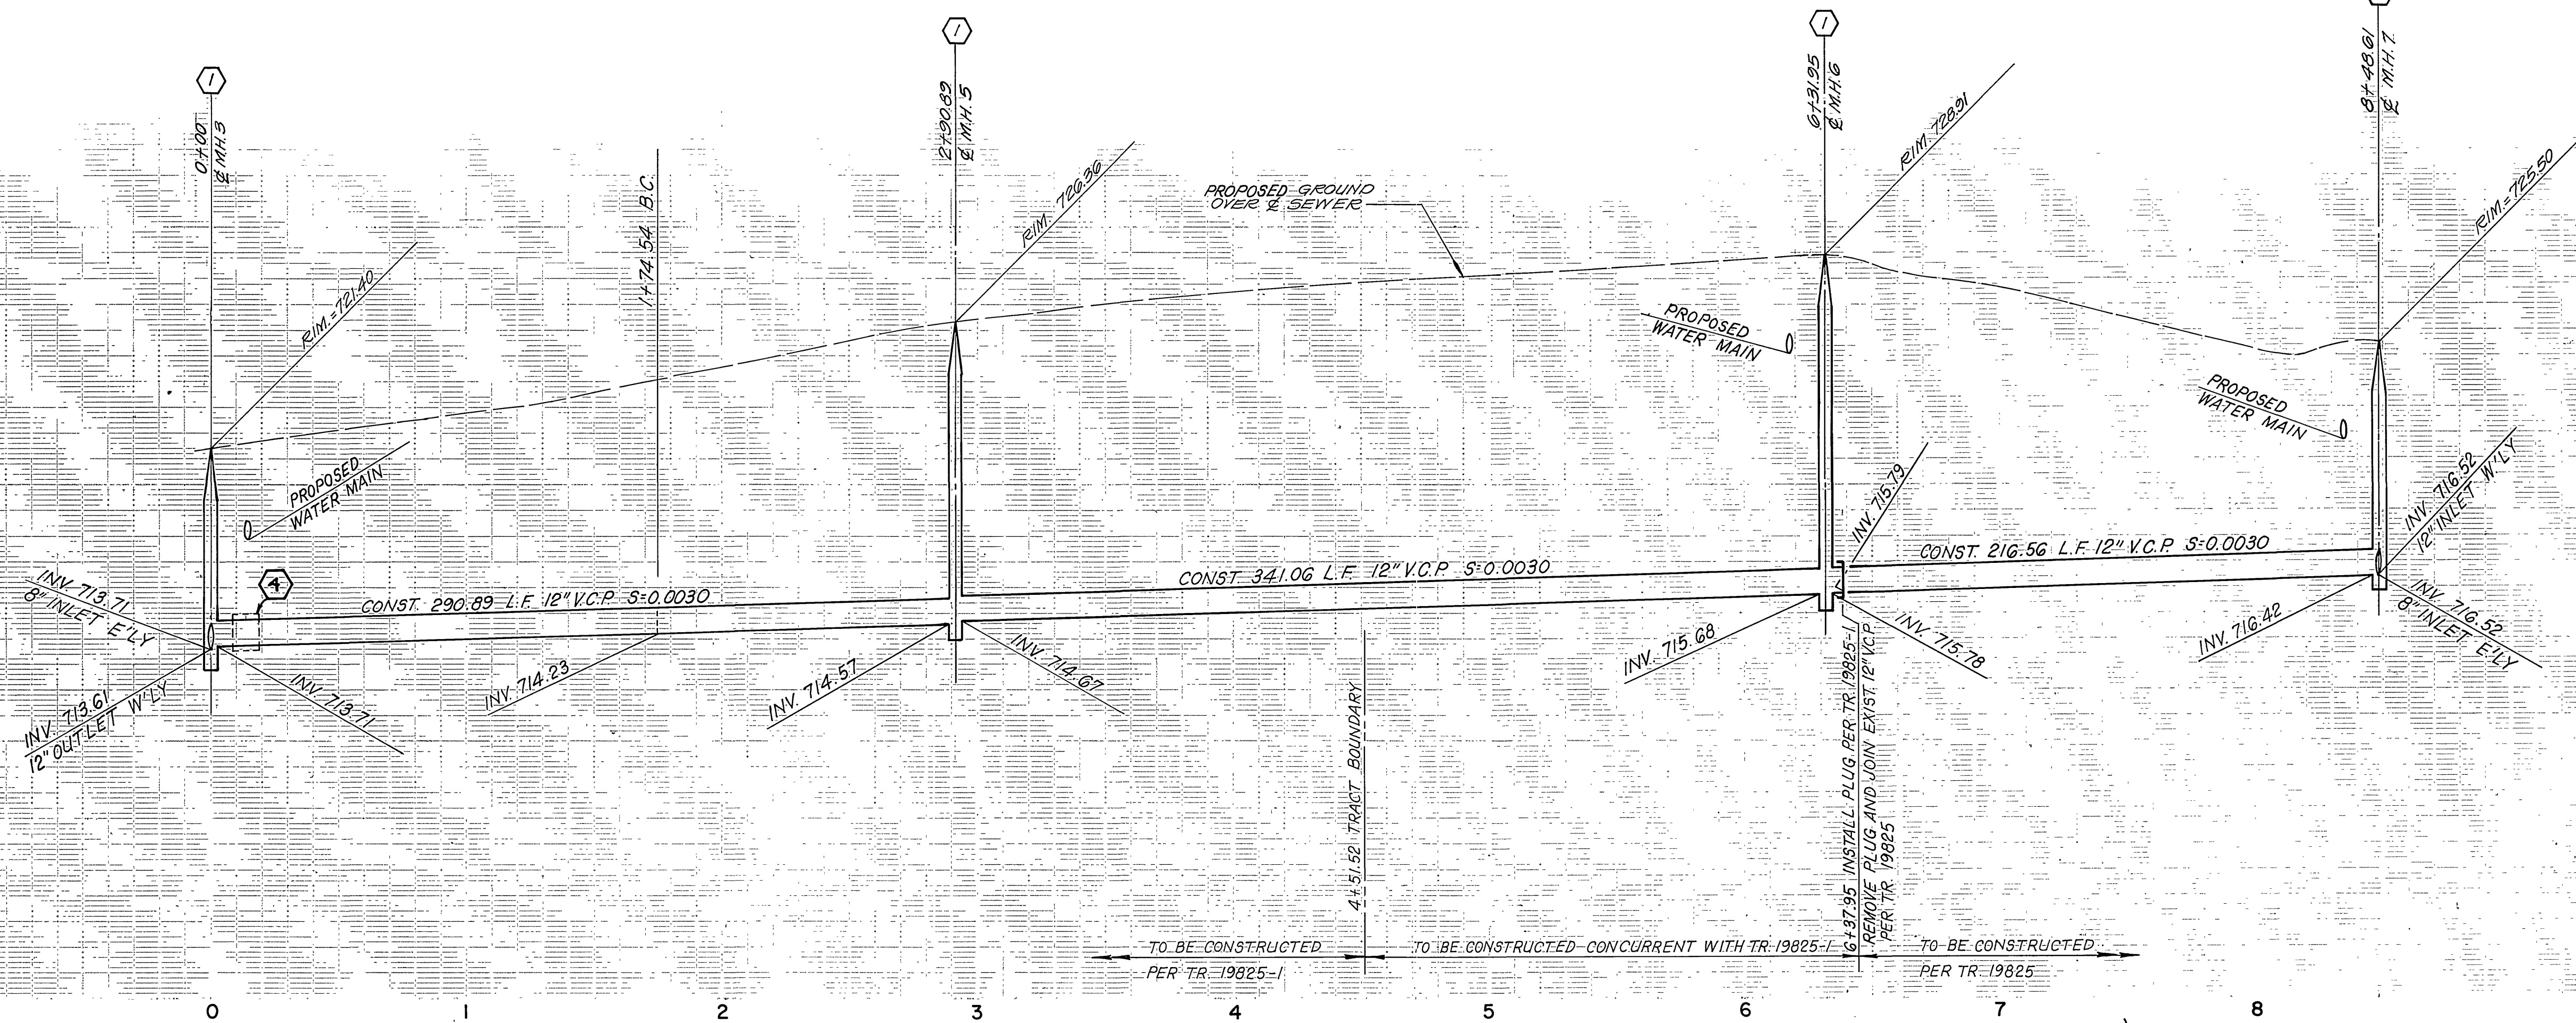 1
0+00
℄ M.H.3
RIM.=721.40
PROPOSED
WATER MAIN
INV. 713.71
8" INLET E'LY
4
INV. 713.61
12" OUTLET W'LY
INV. 713.71
CONST. 290.89 L.F. 12" V.C.P. S=0.0030
1+74.54 B.C.
INV. 714.23
1
2+90.89
℄ M.H. 5
RIM. 726.36
INV. 714.57
INV. 714.67
PROPOSED GROUND
OVER ℄ SEWER
CONST. 341.06 L.F. 12" V.C.P. S=0.0030
4+51.52 TRACT BOUNDARY
1
6+31.95
℄ M.H.6
RIM. 728.91
PROPOSED
WATER MAIN
INV. 715.79
INV. 715.68
INV. 715.78
CONST. 216.56 L.F. 12" V.C.P. S=0.0030
6+37.95 INSTALL PLUG PER TR. 19825-1
REMOVE PLUG AND JOIN EXIST. 12" V.C.P.
PER TR. 19825
8+48.61
℄ M.H.7
RIM.=725.50
PROPOSED
WATER MAIN
INV. 716.52
12" INLET W'LY
INV. 716.42
INV. 716.52
8" INLET E'LY
TO BE CONSTRUCTED
PER TR. 19825-1
TO BE CONSTRUCTED CONCURRENT WITH TR. 19825-1
TO BE CONSTRUCTED
PER TR. 19825
0 1 2 3 4 5 6 7 8